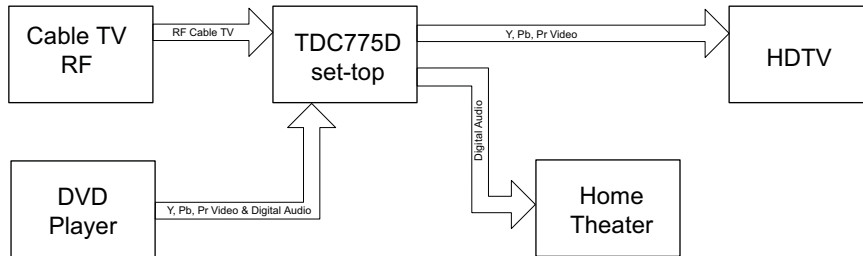 Cable TV
RF
RF Cable TV
TDC775D
set-top
Y, Pb, Pr Video
HDTV
Digital Audio
DVD
Player
Y, Pb, Pr Video & Digital Audio
Home
Theater